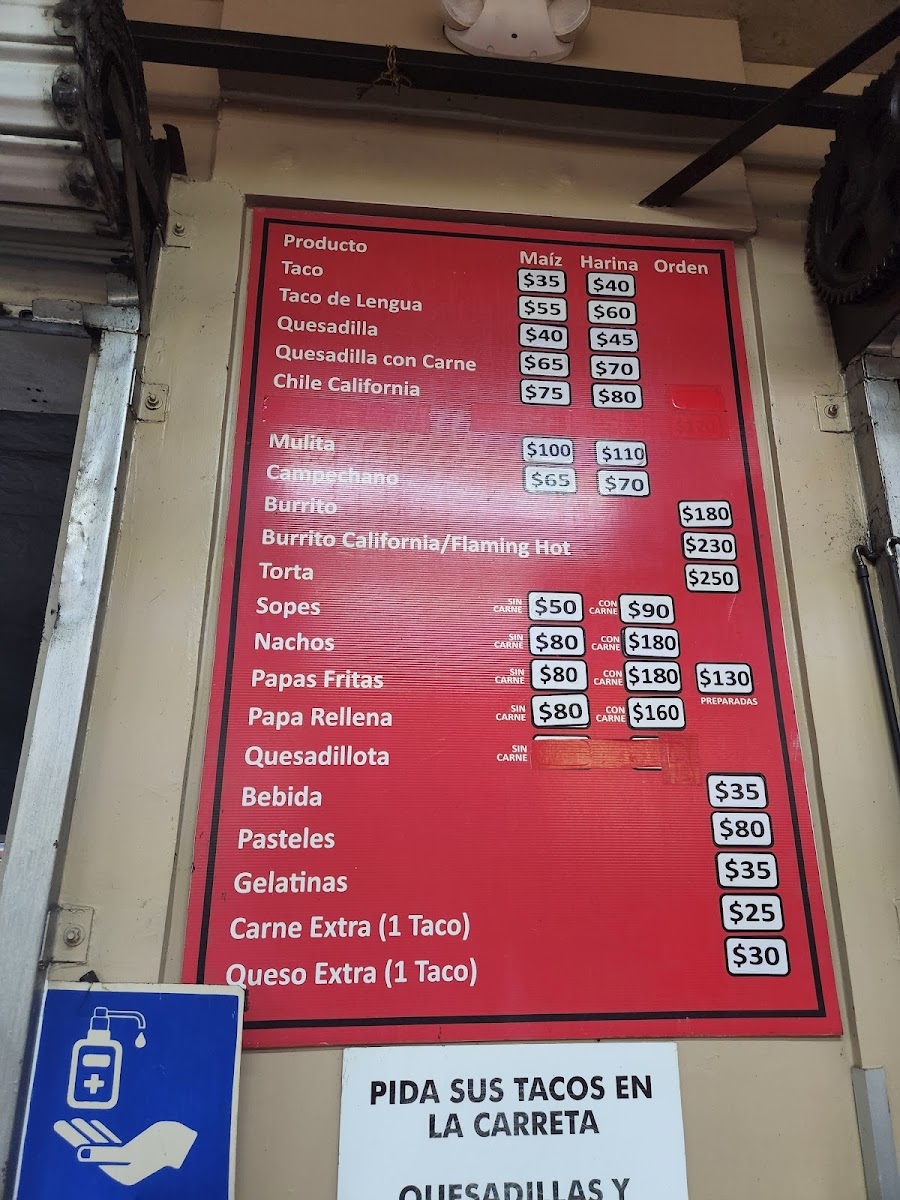 Producto Maíz Harina Orden
Taco $35 $40
Taco de Lengua $55 $60
Quesadilla $40 $45
Quesadilla con Carne $65 $70
Chile California $75 $80
Mulita $100 $110
Campechano $65 $70
Burrito $180
Burrito California/Flaming Hot $230
Torta $250
Sopes SIN CARNE $50 CON CARNE $90
Nachos SIN CARNE $80 CON CARNE $180
Papas Fritas SIN CARNE $80 CON CARNE $180 $130 PREPARADAS
Papa Rellena SIN CARNE $80 CON CARNE $160
Quesadillota SIN CARNE
Bebida $35
Pasteles $80
Gelatinas $35
Carne Extra (1 Taco) $25
Queso Extra (1 Taco) $30
PIDA SUS TACOS EN
LA CARRETA
QUESADILLAS Y